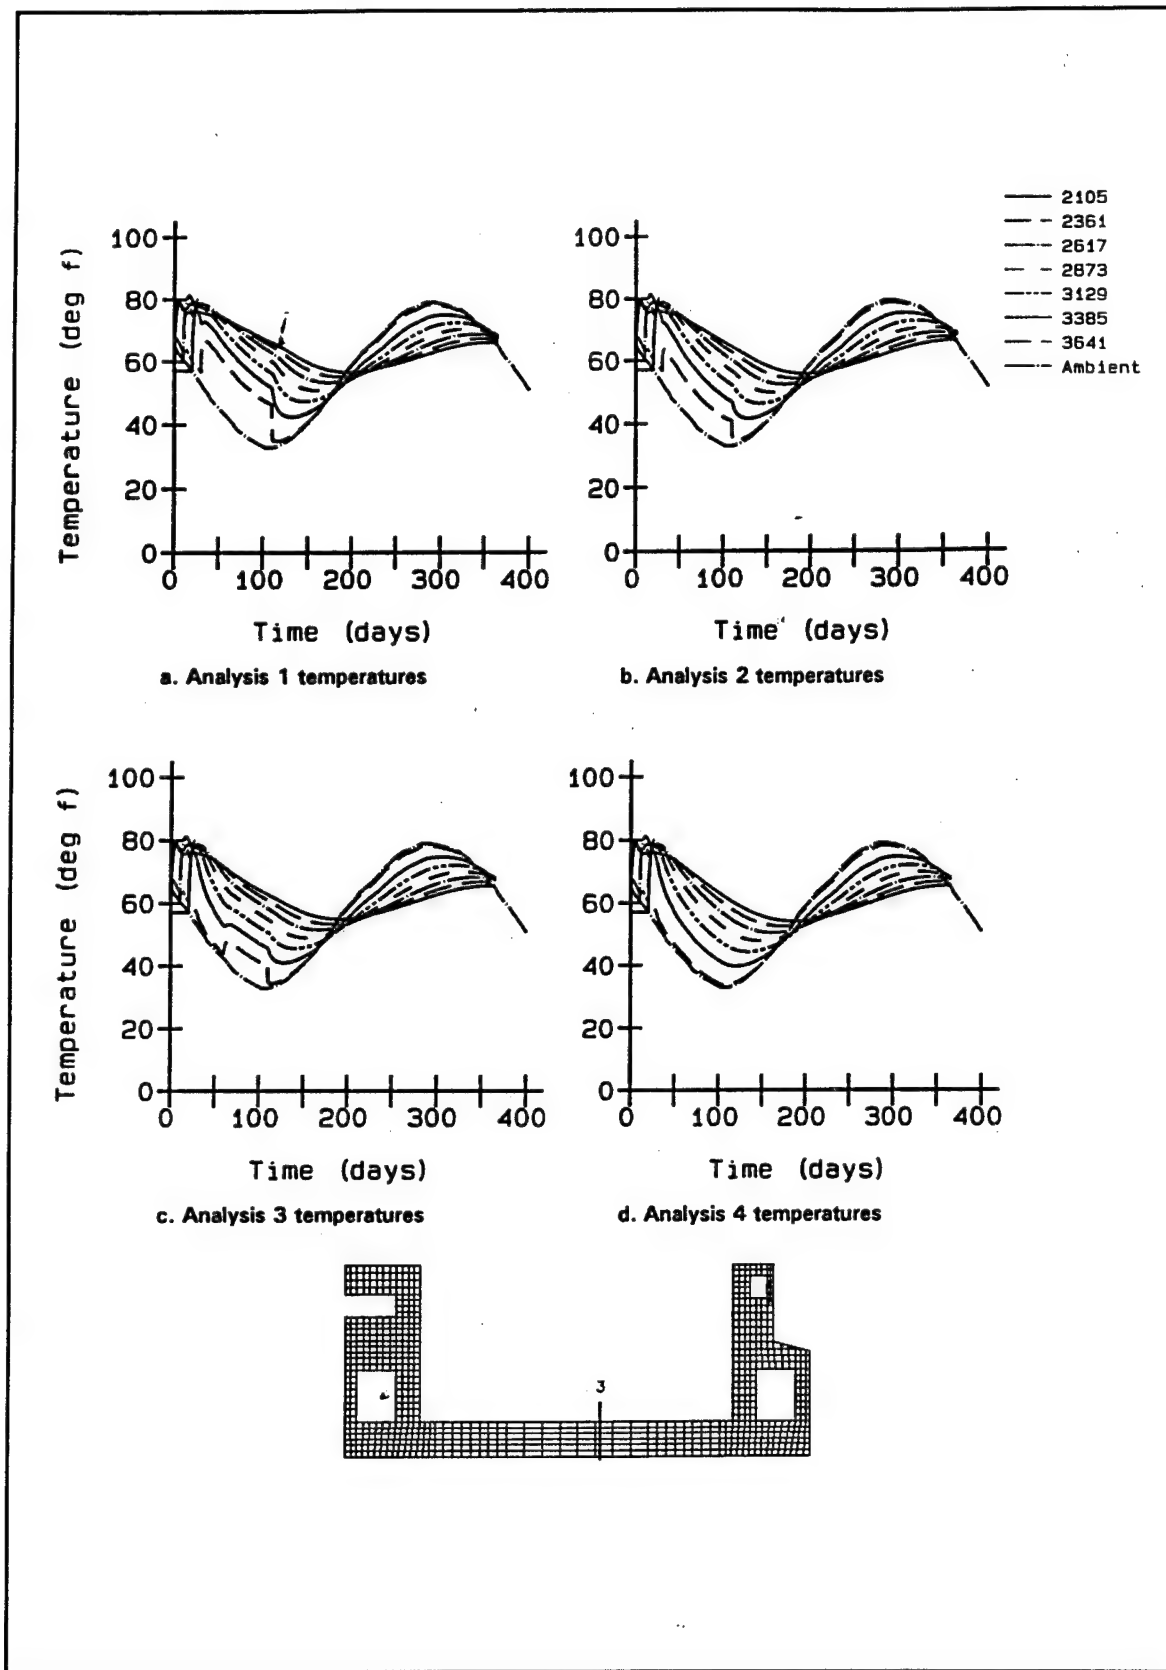 2105
2361
2617
2873
3129
3385
3641
Ambient
Temperature (deg f)
100
80
60
40
20
0
0 100 200 300 400
Time (days)
a. Analysis 1 temperatures
100
80
60
40
20
0
0 100 200 300 400
Time (days)
b. Analysis 2 temperatures
Temperature (deg f)
100
80
60
40
20
0
0 100 200 300 400
Time (days)
c. Analysis 3 temperatures
100
80
60
40
20
0
0 100 200 300 400
Time (days)
d. Analysis 4 temperatures
3